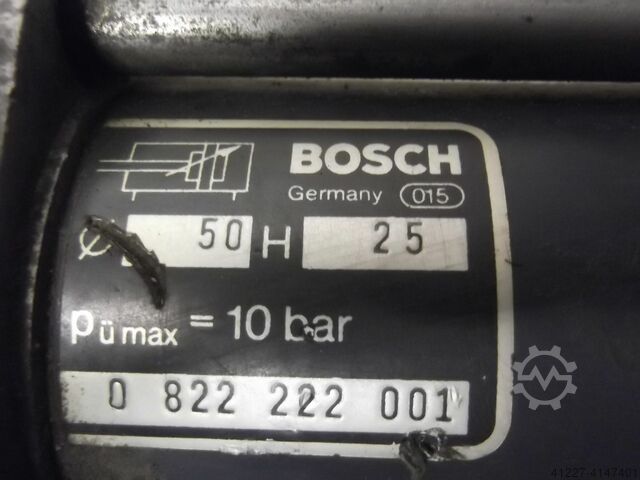 BOSCH
Germany 015
Ø 50 H 25
pü max = 10 bar
0 822 222 001
41227-4147401